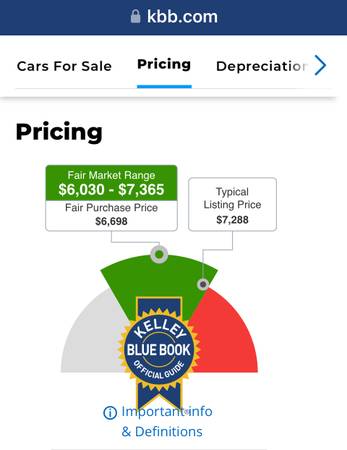 kbb.com
Cars For Sale
Pricing
Depreciation
Pricing
Fair Market Range
$6,030 - $7,365
Fair Purchase Price
$6,698
Typical
Listing Price
$7,288
KELLEY
BLUE BOOK
OFFICIAL GUIDE
Important info
& Definitions